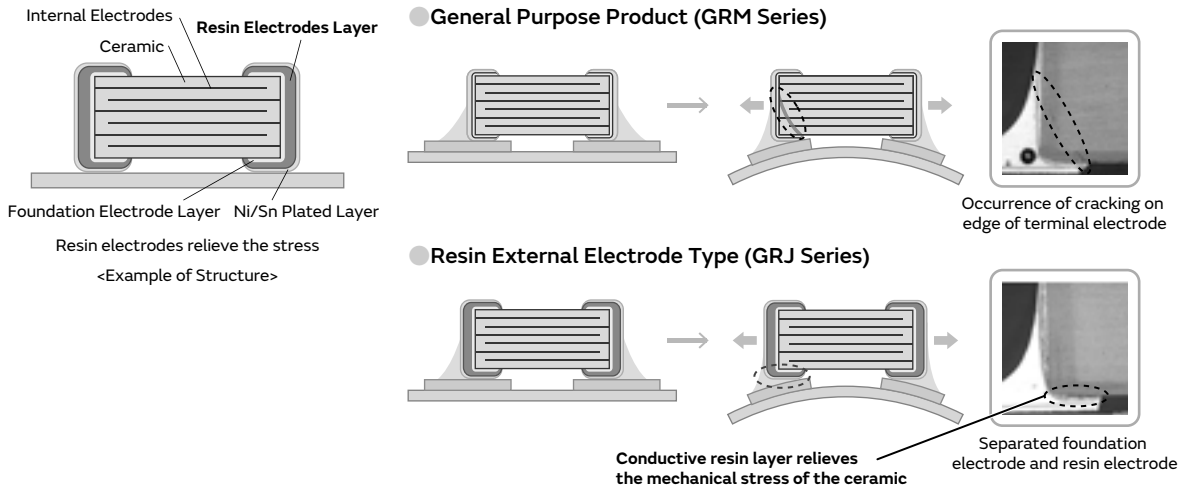 Internal Electrodes
Resin Electrodes Layer
Ceramic
Foundation Electrode Layer
Ni/Sn Plated Layer
Resin electrodes relieve the stress
<Example of Structure>
General Purpose Product (GRM Series)
Occurrence of cracking on
edge of terminal electrode
Resin External Electrode Type (GRJ Series)
Conductive resin layer relieves
the mechanical stress of the ceramic
Separated foundation
electrode and resin electrode